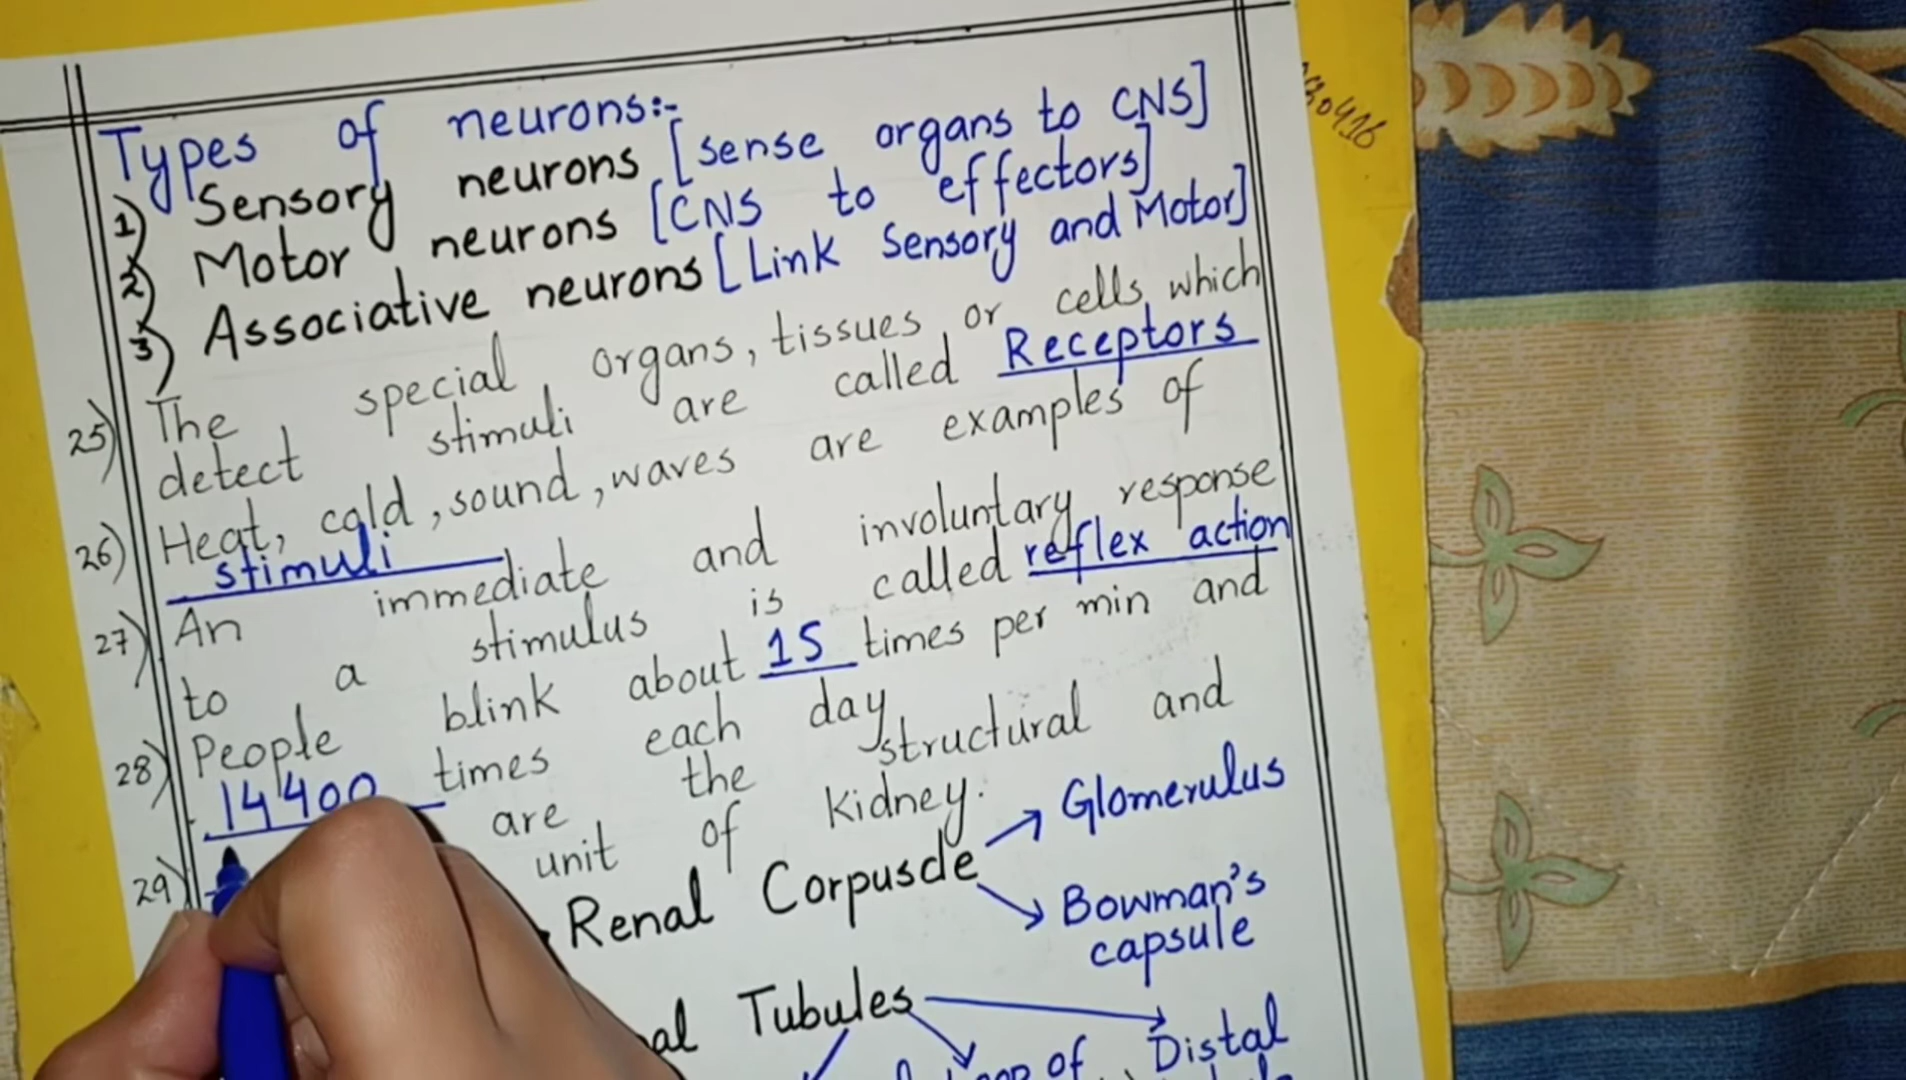 Types of neurons:-
1) Sensory neurons [sense organs to CNS]
2) Motor neurons [CNS to effectors]
3) Associative neurons [Link Sensory and Motor]
25) The special organs, tissues or cells which
detect stimuli are called Receptors
26) Heat, cold, sound, waves are examples of
stimuli
27) An immediate and involuntary response
to a stimulus is called reflex action
28) People blink about 15 times per min and
14400 times each day.
29) are the structural and
unit of kidney.
Renal Corpuscle → Glomerulus
→ Bowman's
capsule
Tubules
of Distal